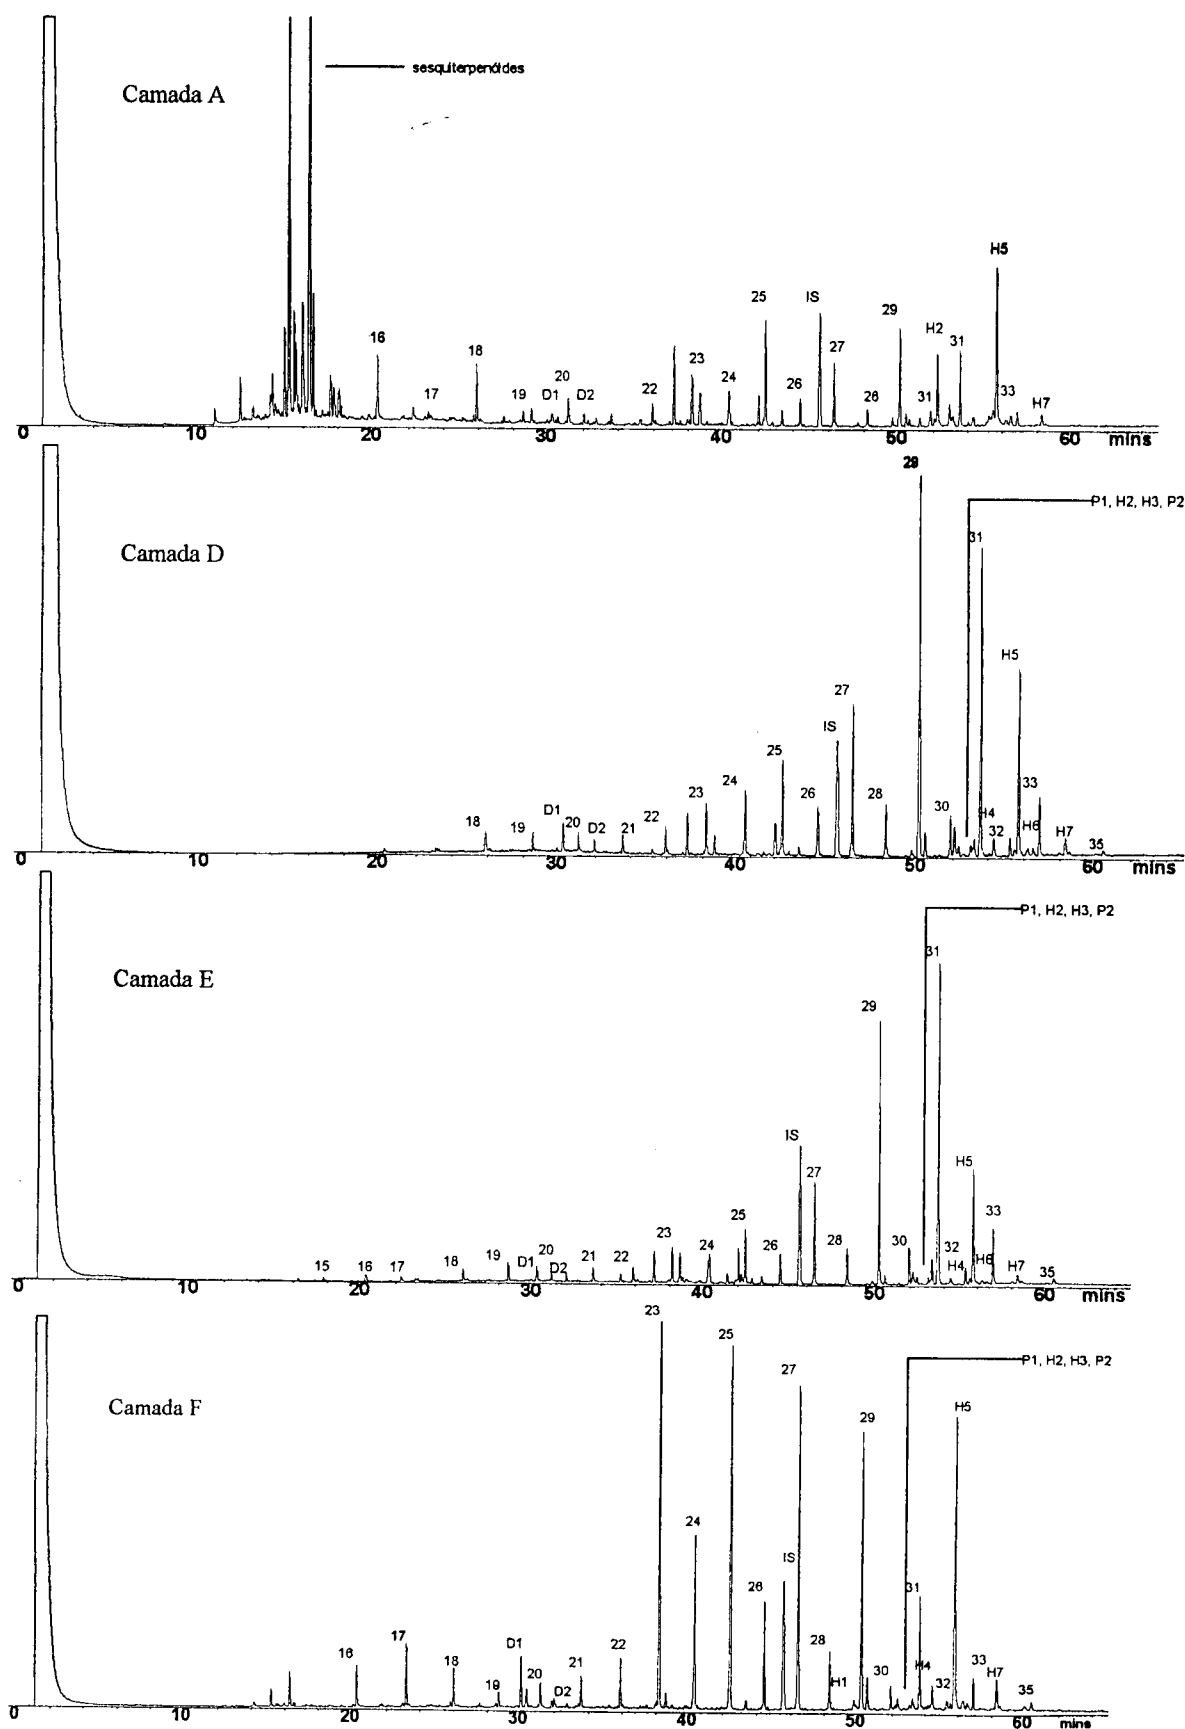 sesquiterpenóides
Camada A
16
17
18
19
D1
20
D2
22
23
24
25
26
IS
27
28
29
31
H2
31
H5
33
H7
0
10
20
30
40
50
60
mins
Camada D
18
19
D1
20
D2
21
22
23
24
25
26
IS
27
28
29
30
P1, H2, H3, P2
31
H4
32
H5
H6
33
H7
35
0
10
20
30
40
50
60
mins
Camada E
15
16
17
18
19
D1
20
D2
21
22
23
24
25
26
IS
27
28
29
30
P1, H2, H3, P2
31
32
H4
H5
H6
33
H7
35
0
10
20
30
40
50
60
mins
Camada F
16
17
18
19
D1
20
D2
21
22
23
24
25
26
IS
27
28
H1
29
30
P1, H2, H3, P2
31
H4
32
H5
33
H7
35
0
10
20
30
40
50
60
mins